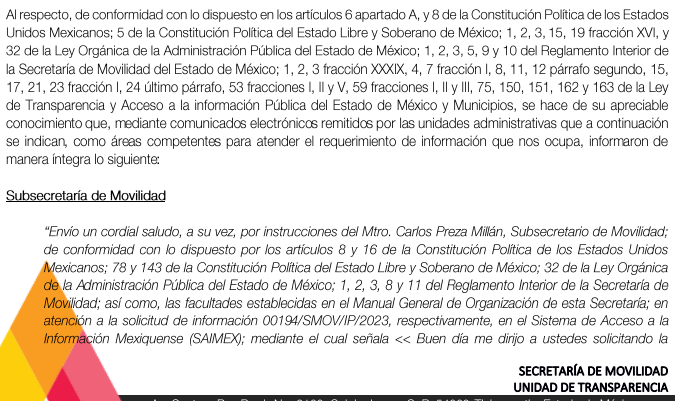 Al respecto, de conformidad con lo dispuesto en los artículos 6 apartado A, y 8 de la Constitución Política de los Estados
Unidos Mexicanos; 5 de la Constitución Política del Estado Libre y Soberano de México; 1, 2, 3, 15, 19 fracción XVI, y
32 de la Ley Orgánica de la Administración Pública del Estado de México; 1, 2, 3, 5, 9 y 10 del Reglamento Interior de
la Secretaría de Movilidad del Estado de México; 1, 2, 3 fracción XXXIX, 4, 7 fracción I, 8, 11, 12 párrafo segundo, 15,
17, 21, 23 fracción I, 24 último párrafo, 53 fracciones I, II y V, 59 fracciones I, II y III, 75, 150, 151, 162 y 163 de la Ley
de Transparencia y Acceso a la información Pública del Estado de México y Municipios, se hace de su apreciable
conocimiento que, mediante comunicados electrónicos remitidos por las unidades administrativas que a continuación
se indican, como áreas competentes para atender el requerimiento de información que nos ocupa, informaron de
manera íntegra lo siguiente:
Subsecretaría de Movilidad
“Envío un cordial saludo, a su vez, por instrucciones del Mtro. Carlos Preza Millán, Subsecretario de Movilidad;
de conformidad con lo dispuesto por los artículos 8 y 16 de la Constitución Política de los Estados Unidos
Mexicanos; 78 y 143 de la Constitución Política del Estado Libre y Soberano de México; 32 de la Ley Orgánica
de la Administración Pública del Estado de México; 1, 2, 3, 8 y 11 del Reglamento Interior de la Secretaría de
Movilidad; así como, las facultades establecidas en el Manual General de Organización de esta Secretaría; en
atención a la solicitud de información 00194/SMOV/IP/2023, respectivamente, en el Sistema de Acceso a la
Información Mexiquense (SAIMEX); mediante el cual señala << Buen día me dirijo a ustedes solicitando la
SECRETARÍA DE MOVILIDAD
UNIDAD DE TRANSPARENCIA